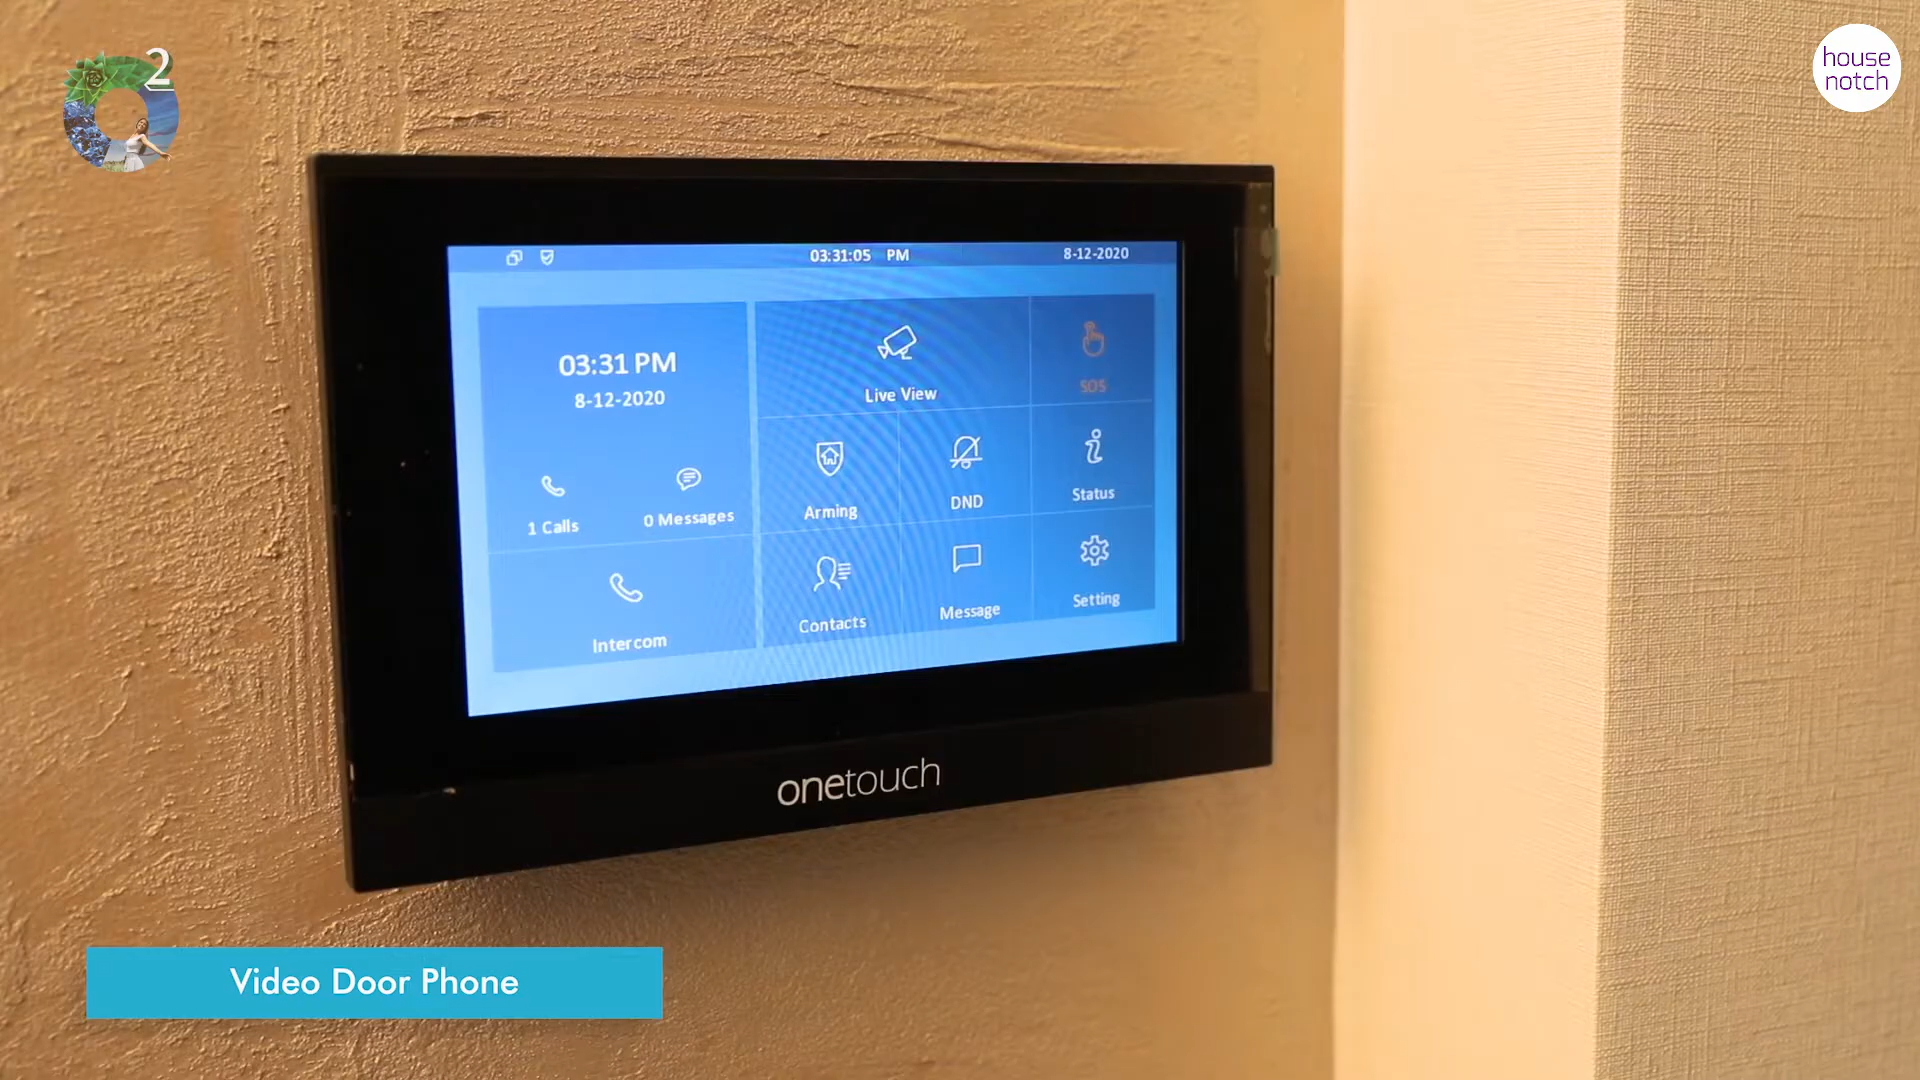 2
house
notch
03:31:05 PM
8-12-2020
03:31 PM
8-12-2020
1 Calls
0 Messages
Intercom
Live View
SOS
Arming
DND
Status
Contacts
Message
Setting
onetouch
Video Door Phone